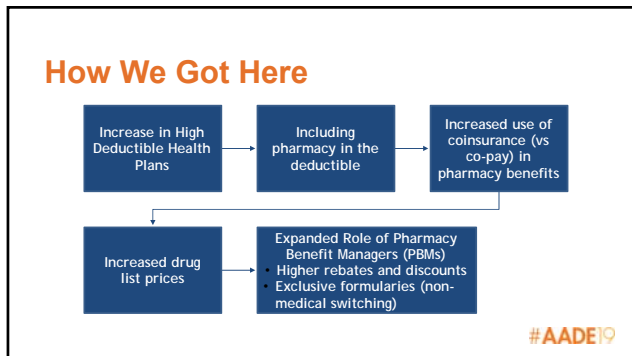 How We Got Here
Increase in High
Deductible Health
Plans
Including
pharmacy in the
deductible
Increased use of
coinsurance (vs
co-pay) in
pharmacy benefits
Increased drug
list prices
Expanded Role of Pharmacy
Benefit Managers (PBMs)
• Higher rebates and discounts
• Exclusive formularies (non-
medical switching)
#AADE19